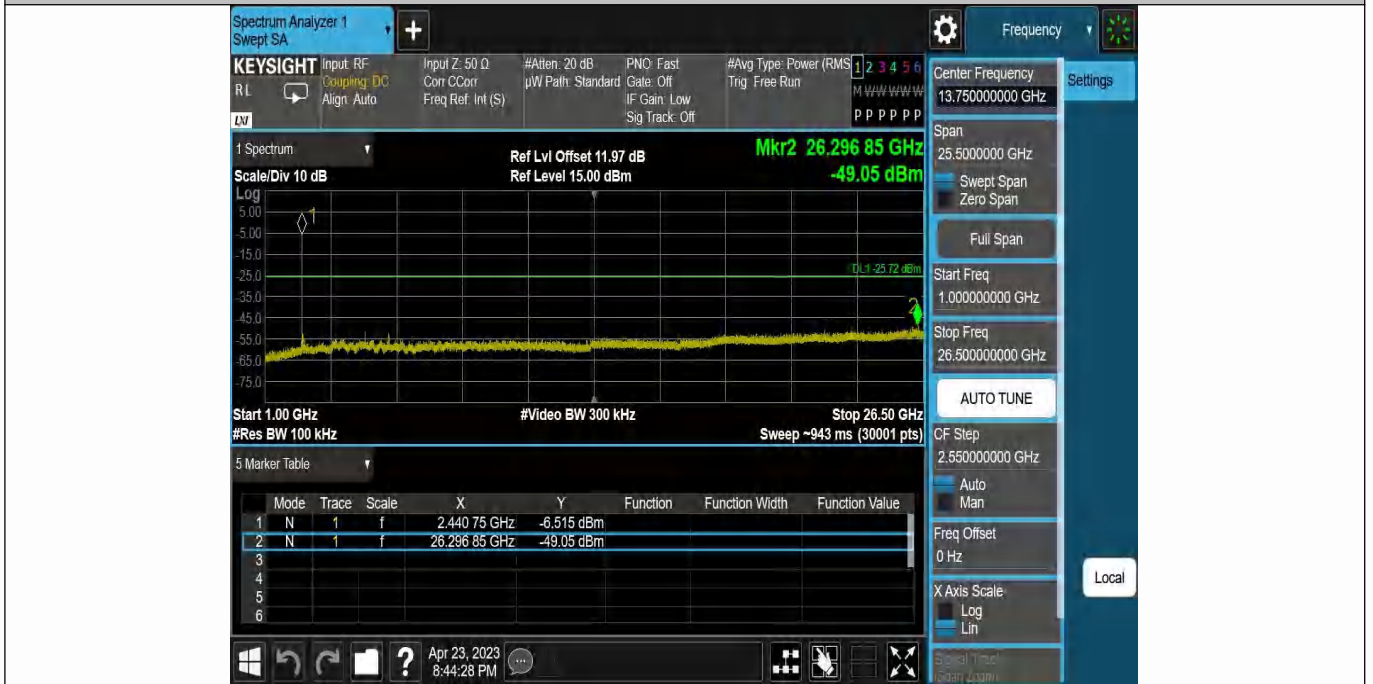 Spectrum Analyzer 1
Swept SA
+
Frequency
KEYSIGHT
RL
LXI
Input: RF
Coupling: DC
Align: Auto
Input Z: 50 Ω
Corr CCorr
Freq Ref: Int (S)
#Atten: 20 dB
µW Path: Standard
PNO: Fast
Gate: Off
IF Gain: Low
Sig Track: Off
#Avg Type: Power (RMS
Trig: Free Run
1 2 3 4 5 6
M W W W W W
P P P P P P
1 Spectrum
Scale/Div 10 dB
Ref Lvl Offset 11.97 dB
Ref Level 15.00 dBm
Mkr2 26.296 85 GHz
-49.05 dBm
Log
5.00
-5.00
-15.0
-25.0
-35.0
-45.0
-55.0
-65.0
-75.0
1
DL1 -25.72 dBm
2
Start 1.00 GHz
#Video BW 300 kHz
Stop 26.50 GHz
#Res BW 100 kHz
Sweep ~943 ms (30001 pts)
5 Marker Table
Mode Trace Scale X Y Function Function Width Function Value
1 N 1 f 2.440 75 GHz -6.515 dBm
2 N 1 f 26.296 85 GHz -49.05 dBm
3
4
5
6
Apr 23, 2023
8:44:28 PM
?
Center Frequency
13.750000000 GHz
Settings
Span
25.5000000 GHz
Swept Span
Zero Span
Full Span
Start Freq
1.000000000 GHz
Stop Freq
26.500000000 GHz
AUTO TUNE
CF Step
2.550000000 GHz
Auto
Man
Freq Offset
0 Hz
X Axis Scale
Log
Lin
Local
Signal Track
(Span Zoom)